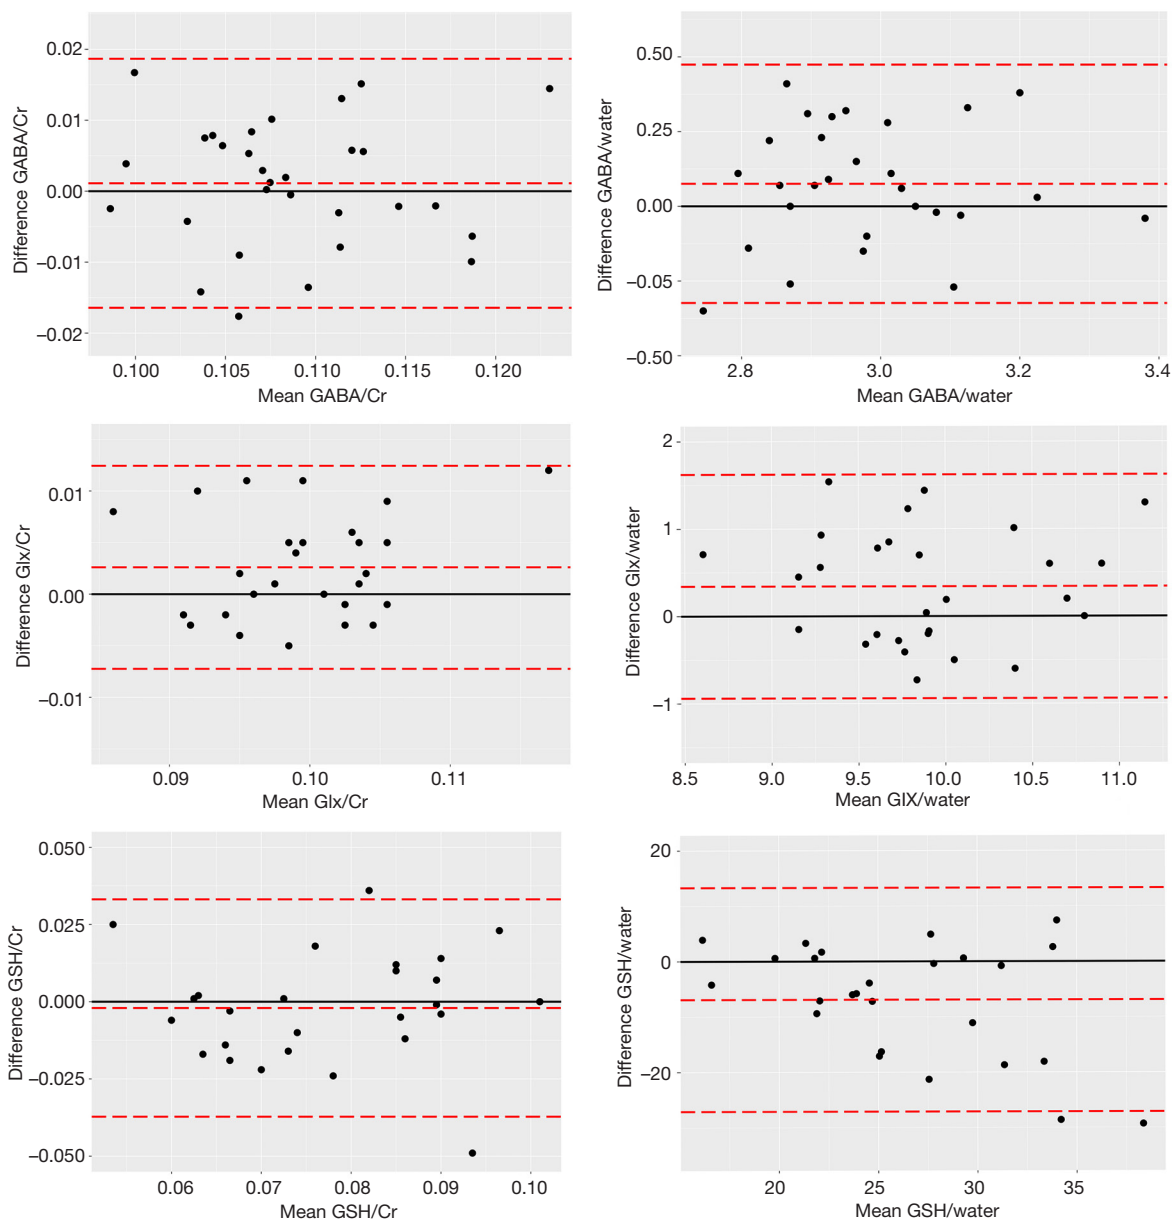 0.02
0.01
0.00
−0.01
−0.02
Difference GABA/Cr
0.100 0.105 0.110 0.115 0.120
Mean GABA/Cr
0.50
0.25
0.00
−0.05
−0.50
Difference GABA/water
2.8 3.0 3.2 3.4
Mean GABA/water
0.01
0.00
−0.01
Difference Glx/Cr
0.09 0.10 0.11
Mean Glx/Cr
2
1
0
−1
Difference Glx/water
8.5 9.0 9.5 10.0 10.5 11.0
Mean GIX/water
0.050
0.025
0.000
−0.025
−0.050
Difference GSH/Cr
0.06 0.07 0.08 0.09 0.10
Mean GSH/Cr
20
0
−20
Difference GSH/water
20 25 30 35
Mean GSH/water